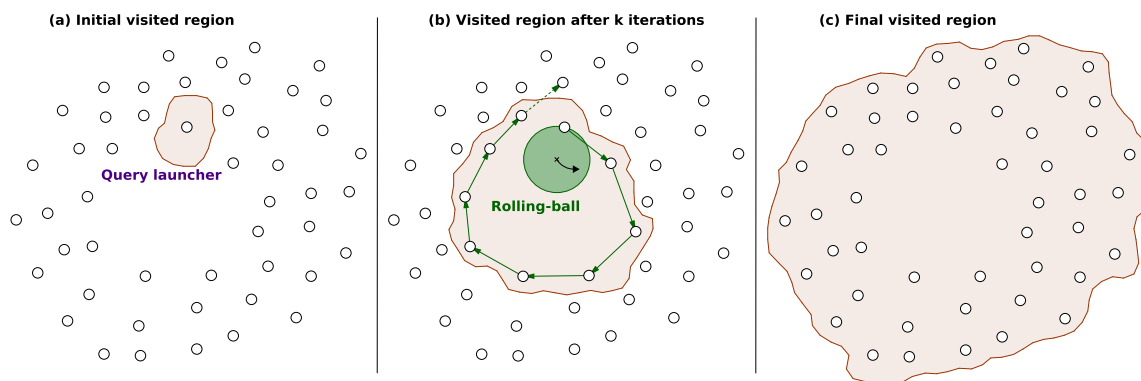 (a) Initial visited region
(b) Visited region after k iterations
(c) Final visited region
Query launcher
Rolling-ball